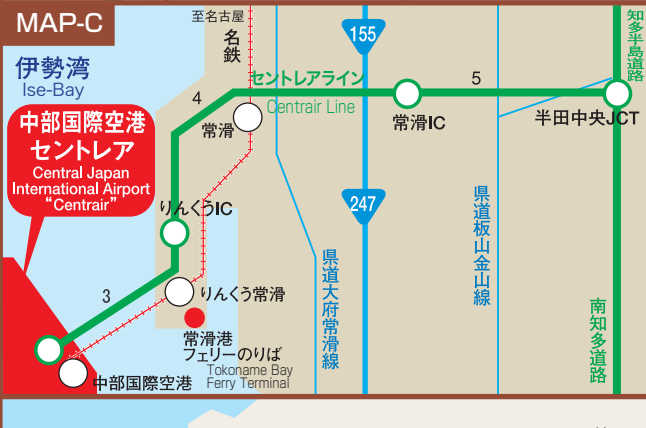 MAP-C
至名古屋
名鉄
155
知多半島道路
伊勢湾
Ise-Bay
セントレアライン
Centrair Line
5
4
常滑
常滑IC
半田中央JCT
中部国際空港
セントレア
Central Japan
International Airport
“Centrair”
りんくうIC
247
県道板山金山線
県道大府常滑線
3
りんくう常滑
南知多道路
常滑港
フェリーのりば
Tokoname Bay
Ferry Terminal
中部国際空港